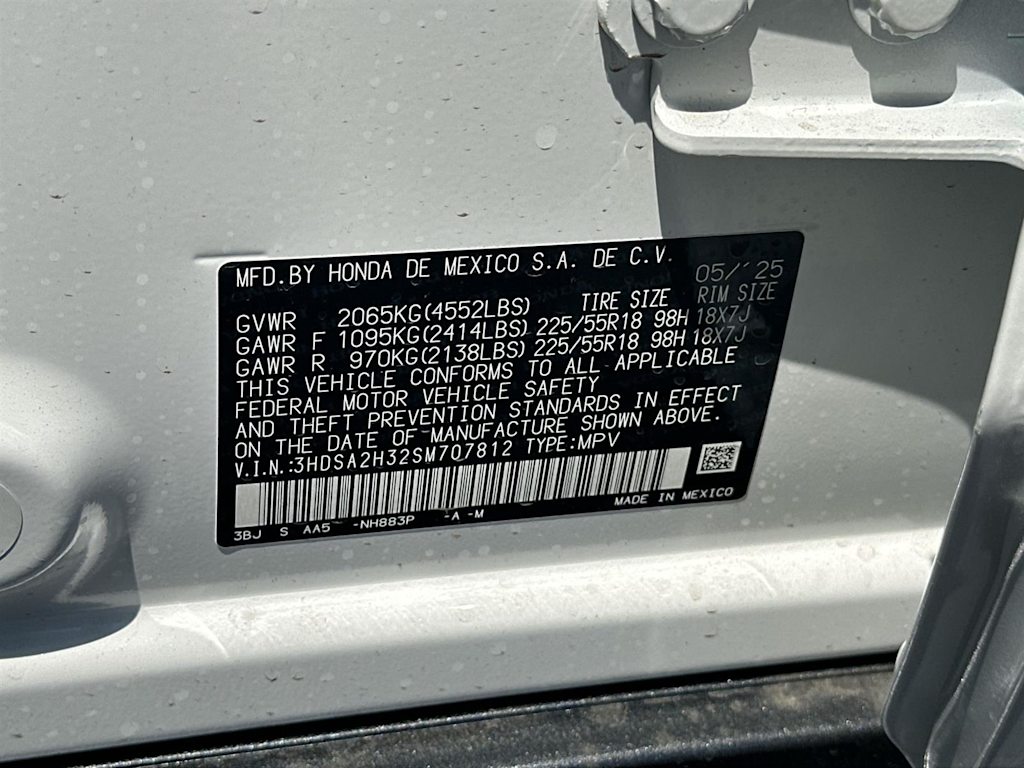 MFD.BY HONDA DE MEXICO S.A. DE C.V. 05/'25
TIRE SIZE RIM SIZE
GVWR 2065KG(4552LBS)
GAWR F 1095KG(2414LBS) 225/55R18 98H 18X7J
GAWR R 970KG(2138LBS) 225/55R18 98H 18X7J
THIS VEHICLE CONFORMS TO ALL APPLICABLE
FEDERAL MOTOR VEHICLE SAFETY
AND THEFT PREVENTION STANDARDS IN EFFECT
ON THE DATE OF MANUFACTURE SHOWN ABOVE.
V.I.N.:3HDSA2H32SM707812 TYPE:MPV
MADE IN MEXICO
3BJ S AA5 -NH883P -A -M